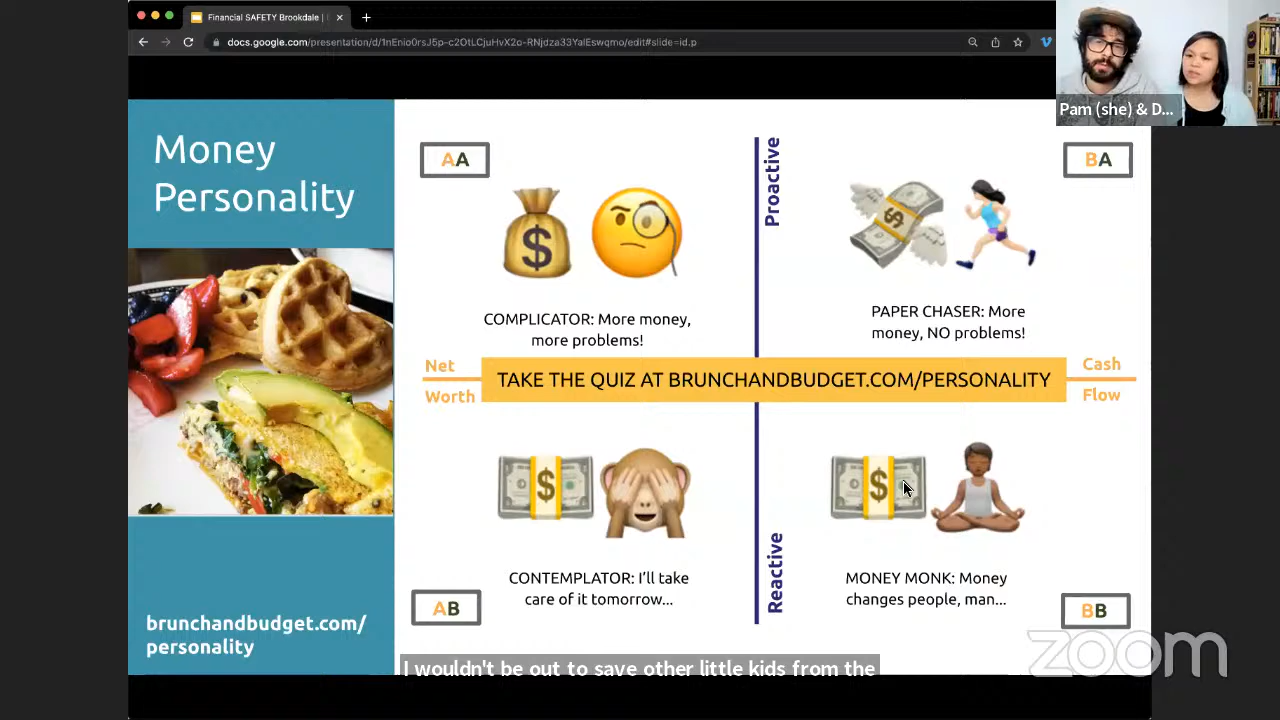 Financial SAFETY Brookdale |
docs.google.com/presentation/d/1nEnio0rsJ5p-c2OtLCjuHvX2o-RNjdza33YalEswqmo/edit#slide=id.p
Pam (she) & D...
Money
Personality
AA
Proactive
BA
COMPLICATOR: More money,
more problems!
PAPER CHASER: More
money, NO problems!
Net
Worth
TAKE THE QUIZ AT BRUNCHANDBUDGET.COM/PERSONALITY
Cash
Flow
Reactive
CONTEMPLATOR: I'll take
care of it tomorrow...
MONEY MONK: Money
changes people, man...
AB
BB
brunchandbudget.com/
personality
zoom
I wouldn't be out to save other little kids from the